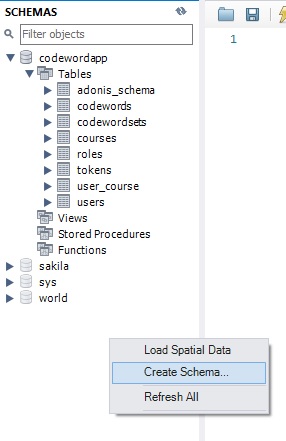 SCHEMAS
Filter objects
1
codewordapp
Tables
adonis_schema
codewords
codewordsets
courses
roles
tokens
user_course
users
Views
Stored Procedures
Functions
sakila
sys
world
Load Spatial Data
Create Schema...
Refresh All